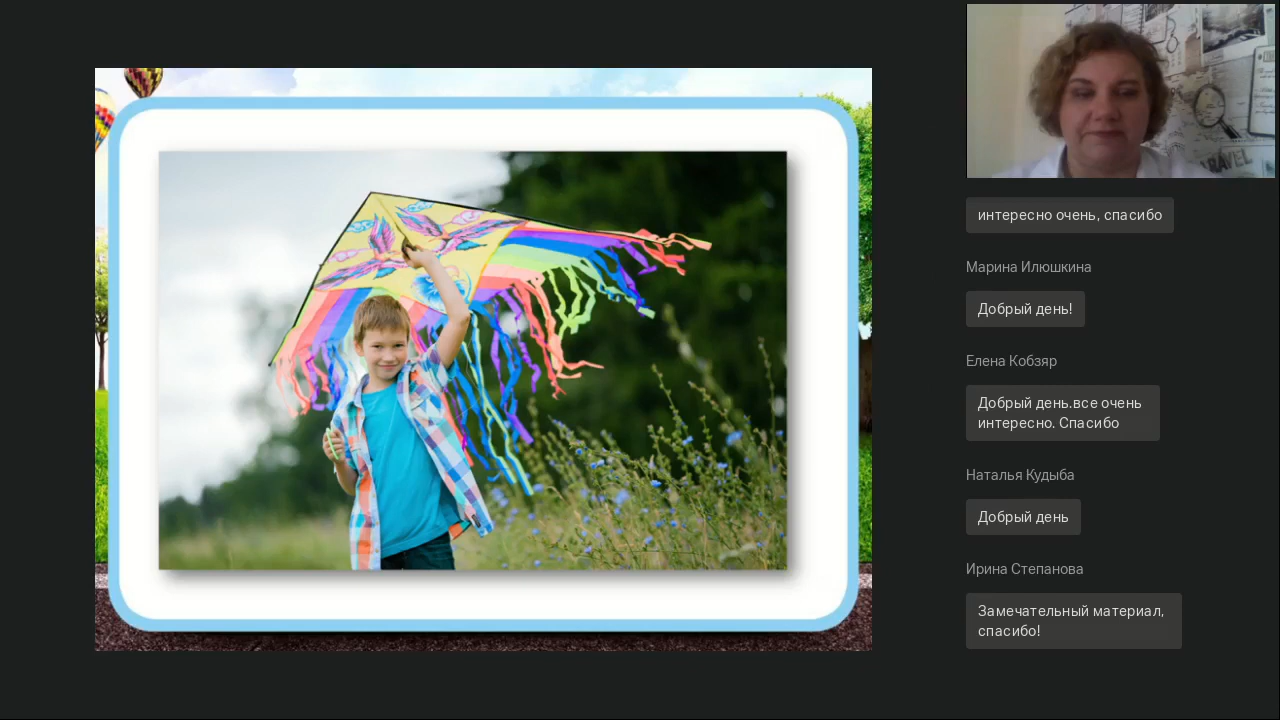 интересно очень, спасибо
Марина Илюшкина
Добрый день!
Елена Кобзяр
Добрый день.все очень
интересно. Спасибо
Наталья Кудыба
Добрый день
Ирина Степанова
Замечательный материал,
спасибо!